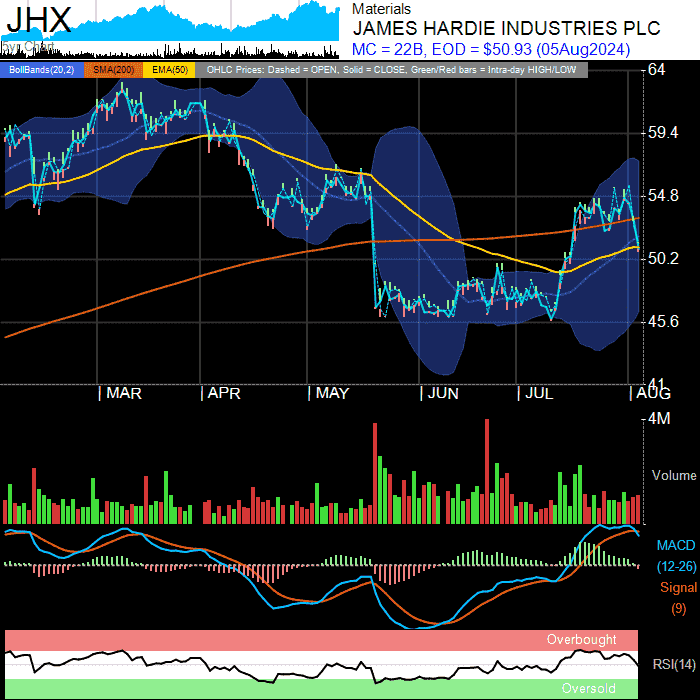 JHX
Materials
JAMES HARDIE INDUSTRIES PLC
MC = 22B, EOD = $50.93 (05Aug2024)
BollBands(20,2) SMA(200) EMA(50) OHLC Prices: Dashed = OPEN, Solid = CLOSE, Green/Red bars = Intra-day HIGH/LOW
64
59.4
54.8
50.2
45.6
41
MAR APR MAY JUN JUL AUG
4M
Volume
MACD
(12-26)
Signal
(9)
Overbought
RSI(14)
Oversold